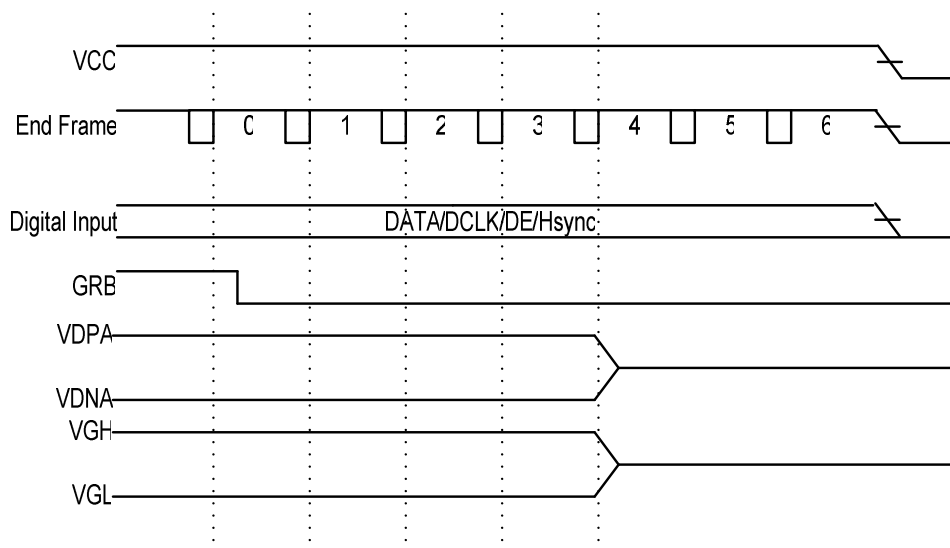 VCC
End Frame
0 1 2 3 4 5 6
Digital Input
DATA/DCLK/DE/Hsync
GRB
VDPA
VDNA
VGH
VGL